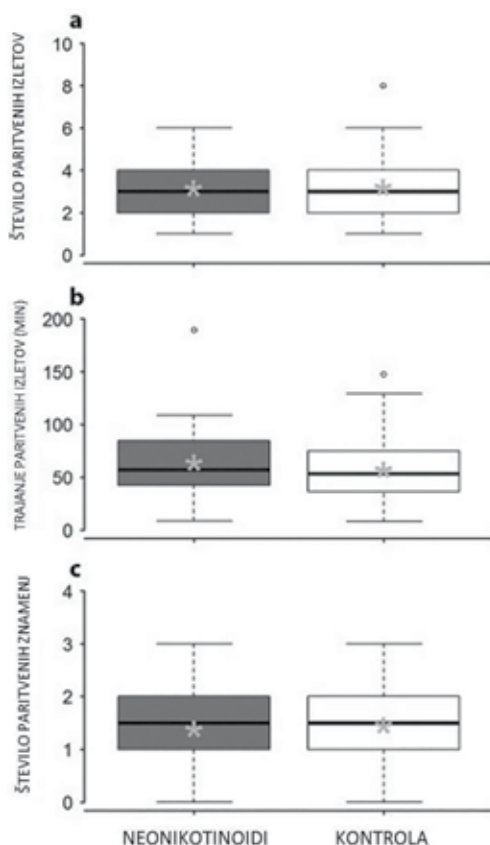 a
ŠTEVILO PARITVENIH IZLETOV
10
8
6
4
2
0
b
TRAJANJE PARITVENIH IZLETOV (MIN)
200
150
100
50
0
c
ŠTEVILO PARITVENIH ZNAMENJ
4
3
2
1
0
NEONIKOTINOIDI KONTROLA